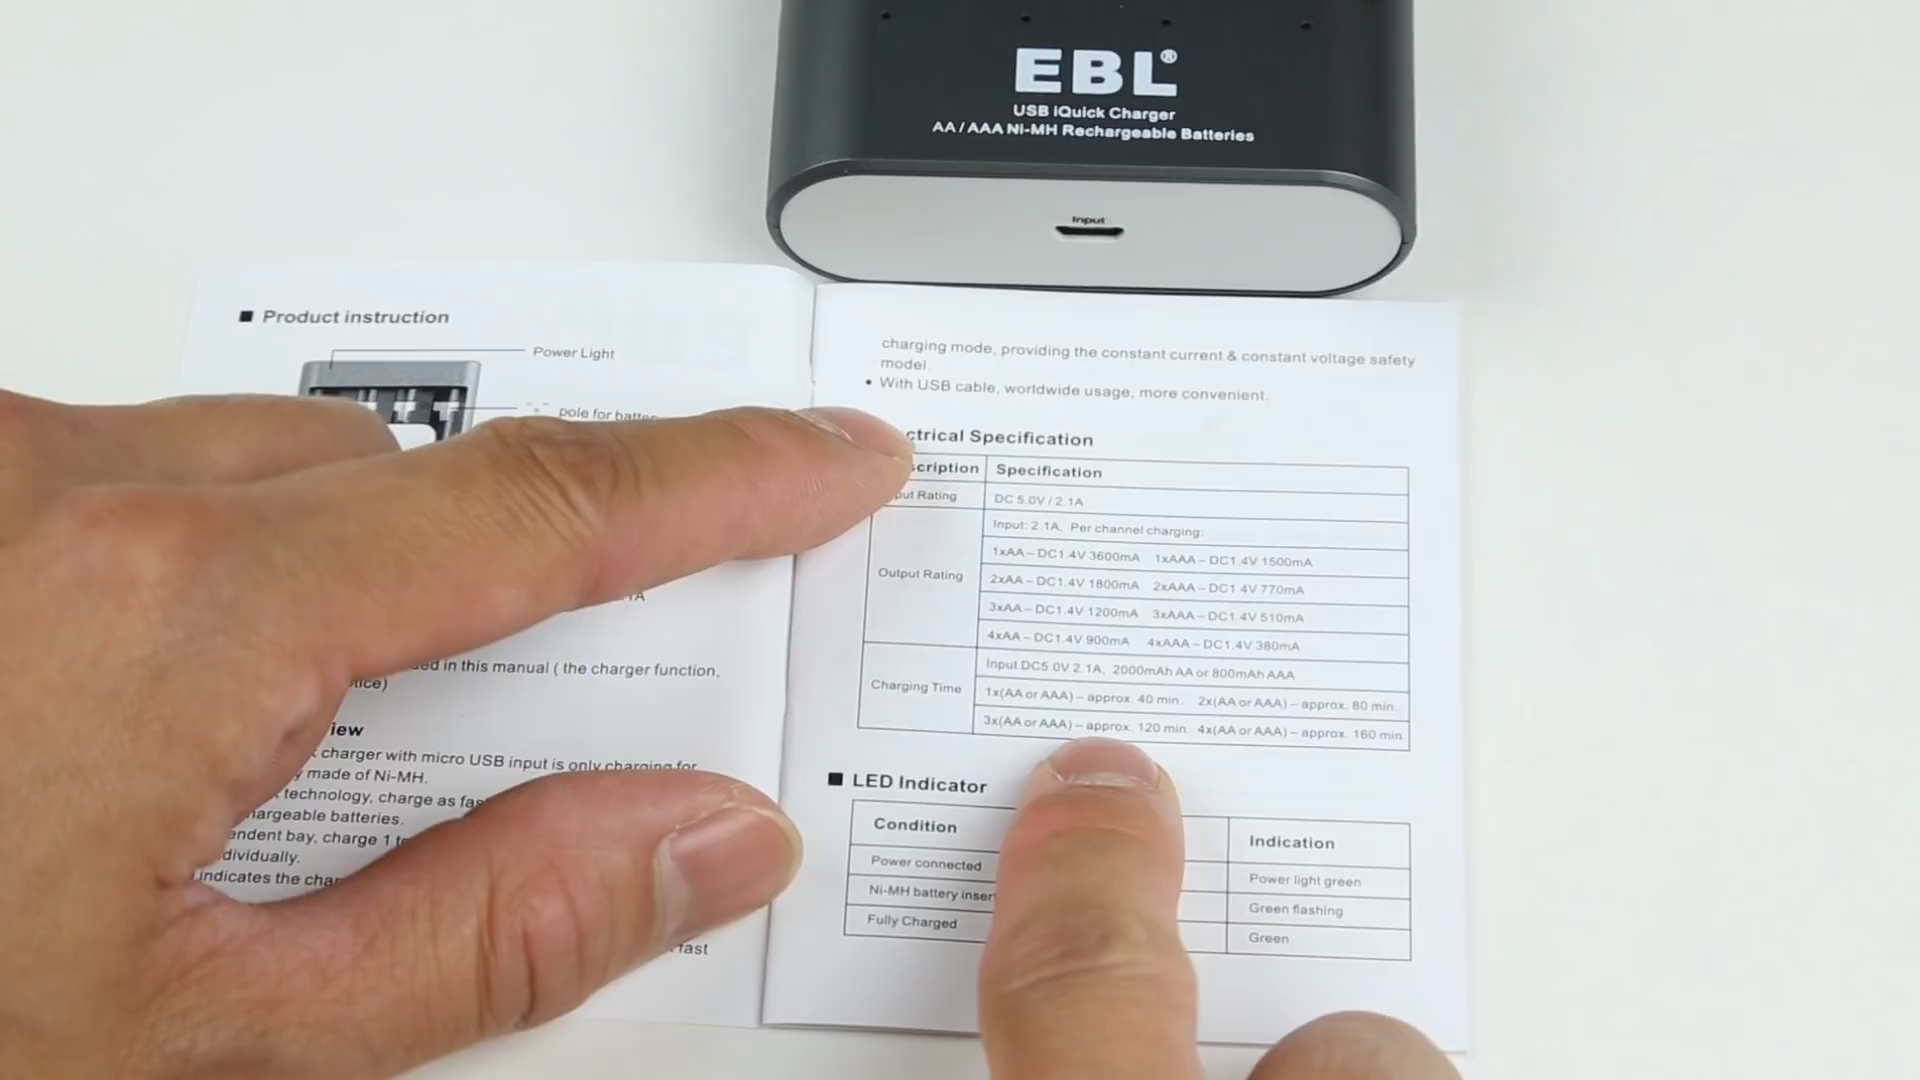 EBL®
USB iQuick Charger
AA / AAA Ni-MH Rechargeable Batteries
Input
■ Product instruction
Power Light
pole for
ed in this manual ( the charger function,
charger with micro USB input is only charging for
made of Ni-MH.
technology, charge as
batteries.
bay, charge 1
indicates the
fast
charging mode, providing the constant current & constant voltage safety
model.
• With USB cable, worldwide usage, more convenient.
ctrical Specification
scription Specification
put Rating DC 5.0V / 2.1A
Output Rating
Input: 2.1A, Per channel charging:
1xAA – DC1.4V 3600mA 1xAAA – DC1.4V 1500mA
2xAA – DC1.4V 1800mA 2xAAA – DC1.4V 770mA
3xAA – DC1.4V 1200mA 3xAAA – DC1.4V 510mA
4xAA – DC1.4V 900mA 4xAAA – DC1.4V 380mA
Charging Time
Input DC5.0V 2.1A, 2000mAh AA or 800mAh AAA
1x(AA or AAA) – approx. 40 min. 2x(AA or AAA) – approx. 80 min.
3x(AA or AAA) – approx. 120 min. 4x(AA or AAA) – approx. 160 min.
■ LED Indicator
Condition Indication
Power connected Power light green
Ni-MH battery inser Green flashing
Fully Charged Green